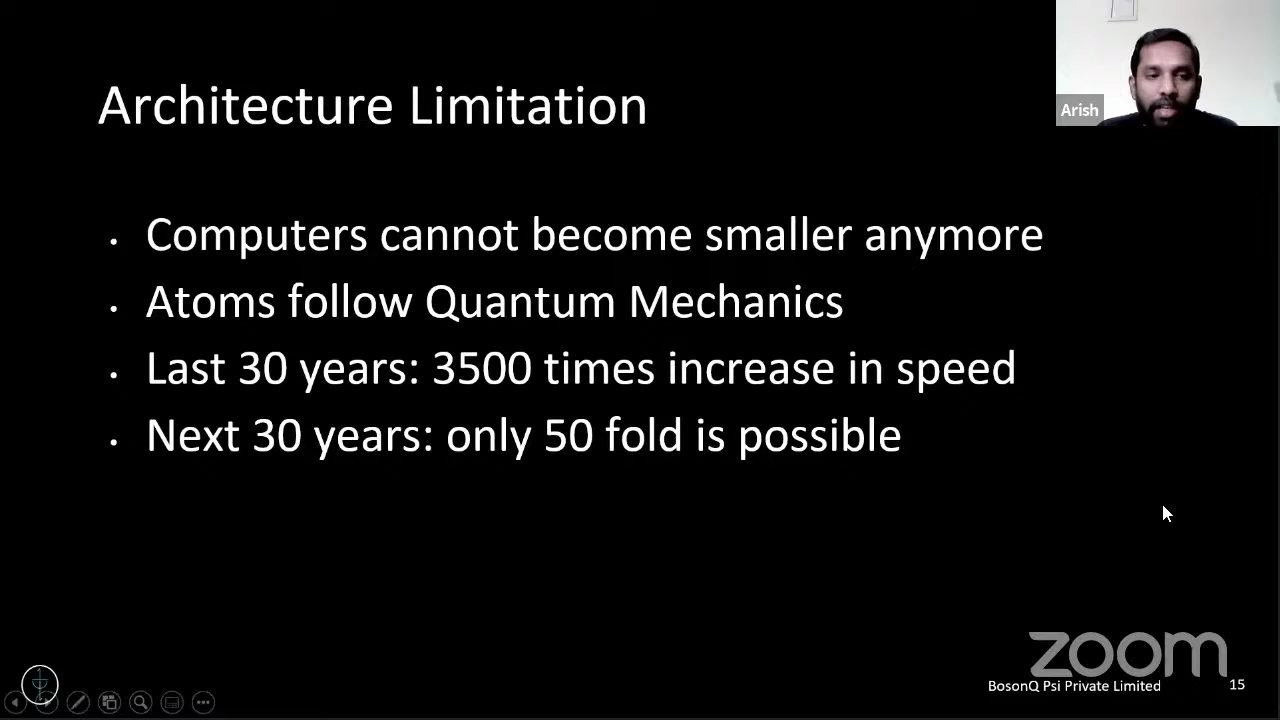 Architecture Limitation
Arish
• Computers cannot become smaller anymore
• Atoms follow Quantum Mechanics
• Last 30 years: 3500 times increase in speed
• Next 30 years: only 50 fold is possible
zoom
BosonQ Psi Private Limited
15